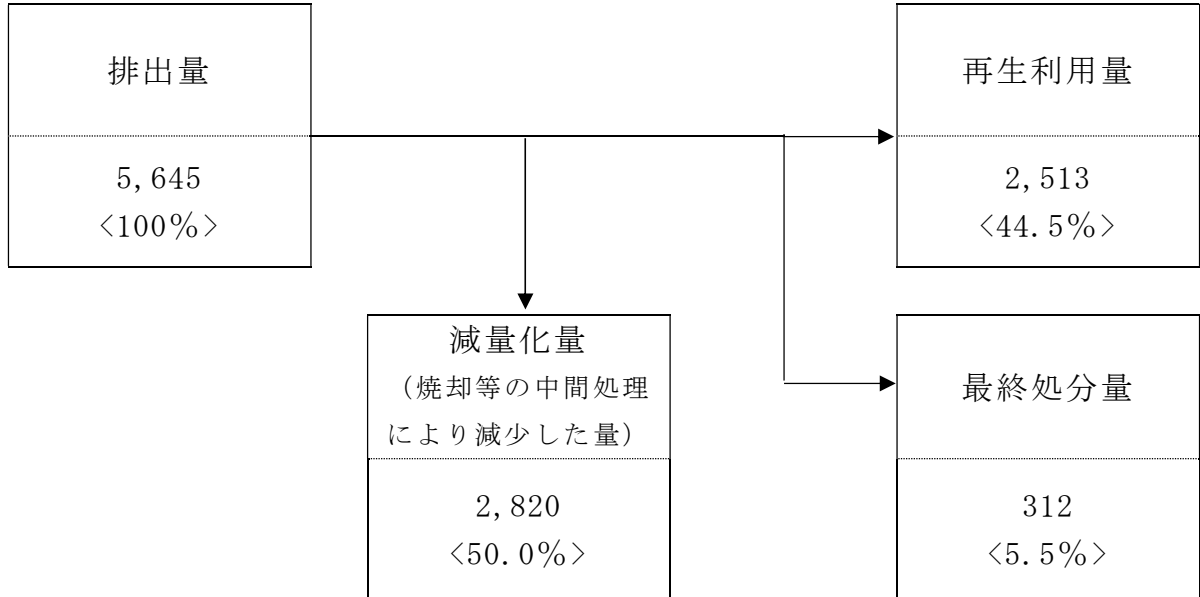 排出量
5,645
<100%>
再生利用量
2,513
<44.5%>
減量化量
（焼却等の中間処理
により減少した量）
2,820
<50.0%>
最終処分量
312
<5.5%>